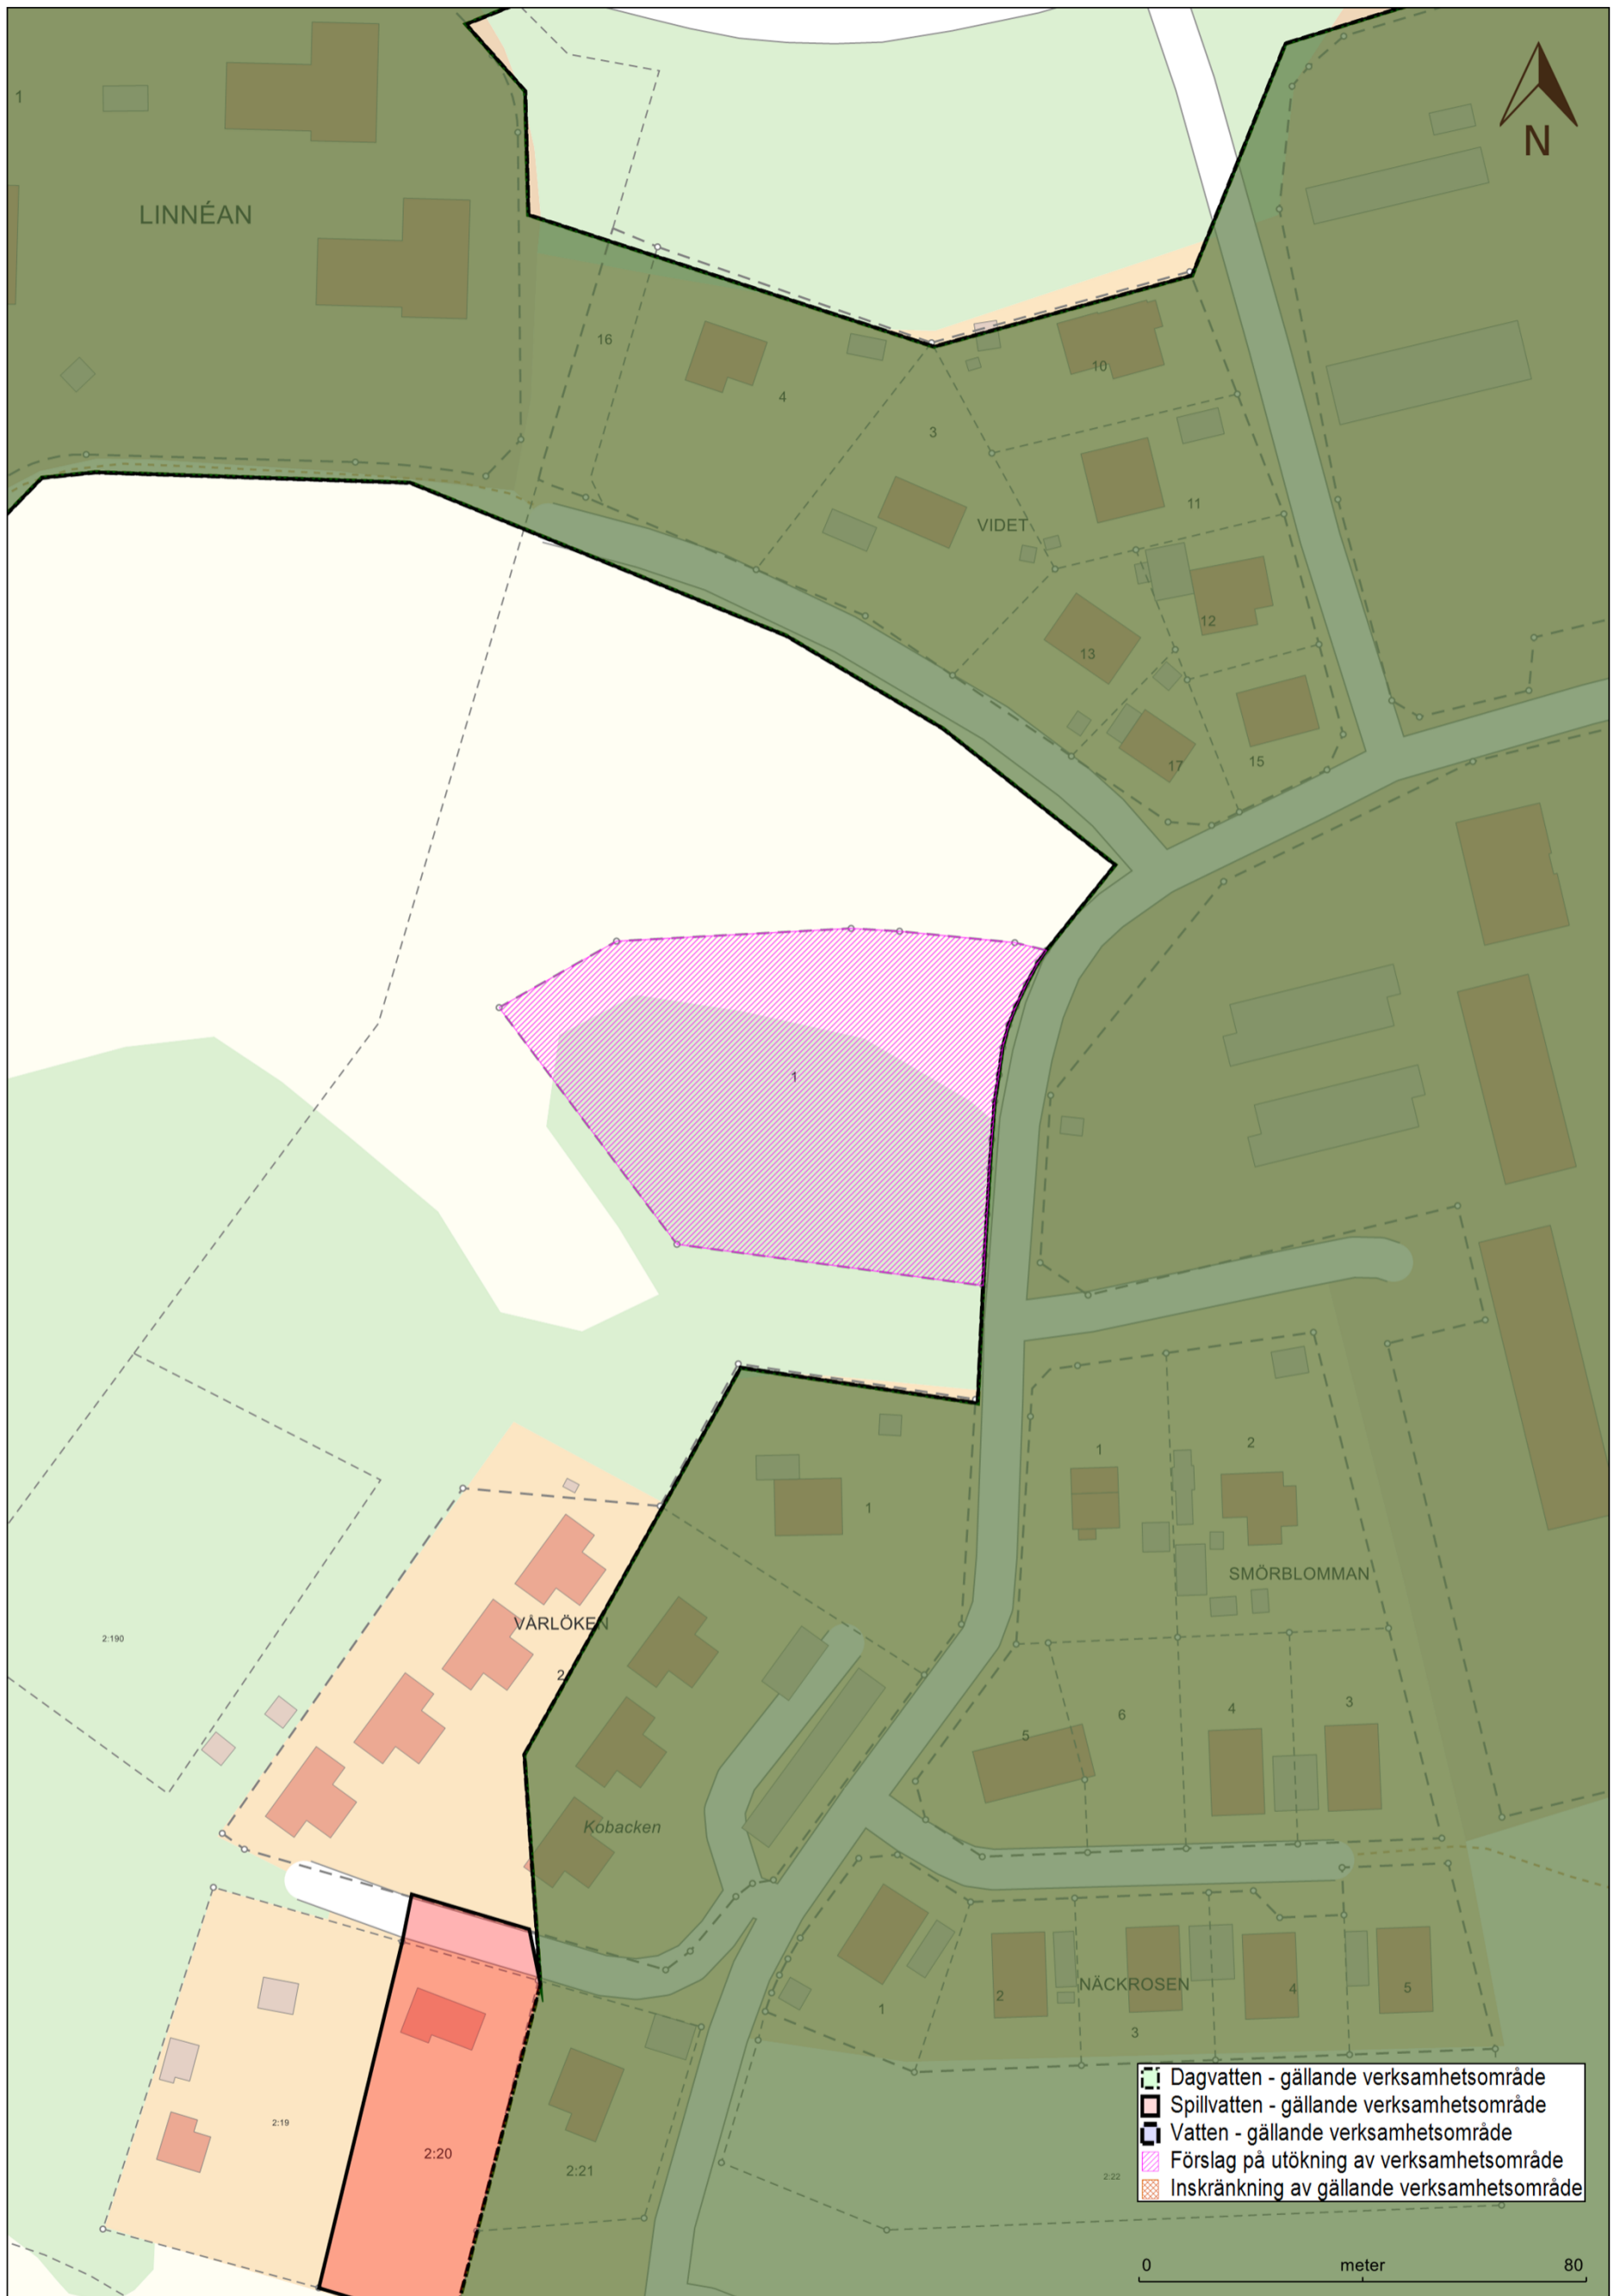 1
N
LINNÉAN
16
4
10
3
11
VIDET
12
13
17
15
1
1
2
1
SMÖRBLOMMAN
VÅRLÖKEN
2:190
2
6
4
3
5
Kobacken
1
2
NÄCKROSEN
4
5
3
2:19
2:20
2:21
2:22
Dagvatten - gällande verksamhetsområde
Spillvatten - gällande verksamhetsområde
Vatten - gällande verksamhetsområde
Förslag på utökning av verksamhetsområde
Inskränkning av gällande verksamhetsområde
0 meter 80